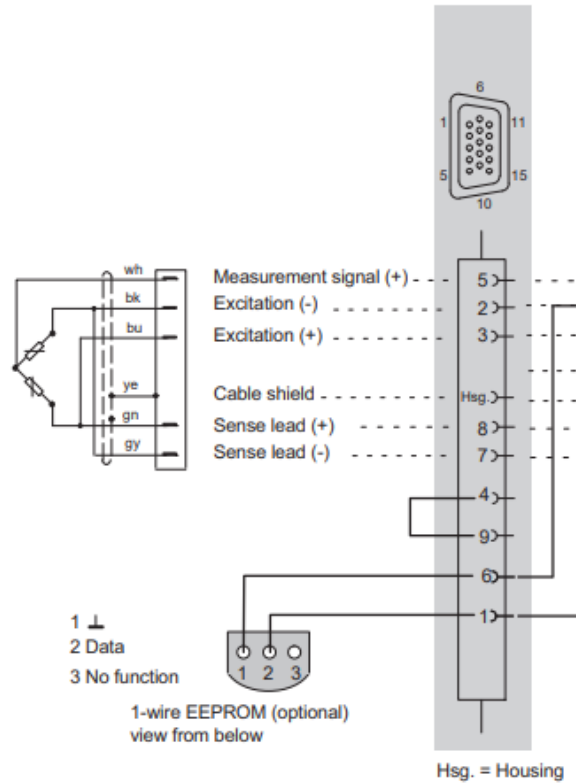 6
1 11
5 15
10
wh Measurement signal (+) 5
bk Excitation (-) 2
bu Excitation (+) 3
ye Cable shield Hsg.
gn Sense lead (+) 8
gy Sense lead (-) 7
4
9
6
1
1 ⊥
2 Data
3 No function
1 2 3
1-wire EEPROM (optional)
view from below
Hsg. = Housing